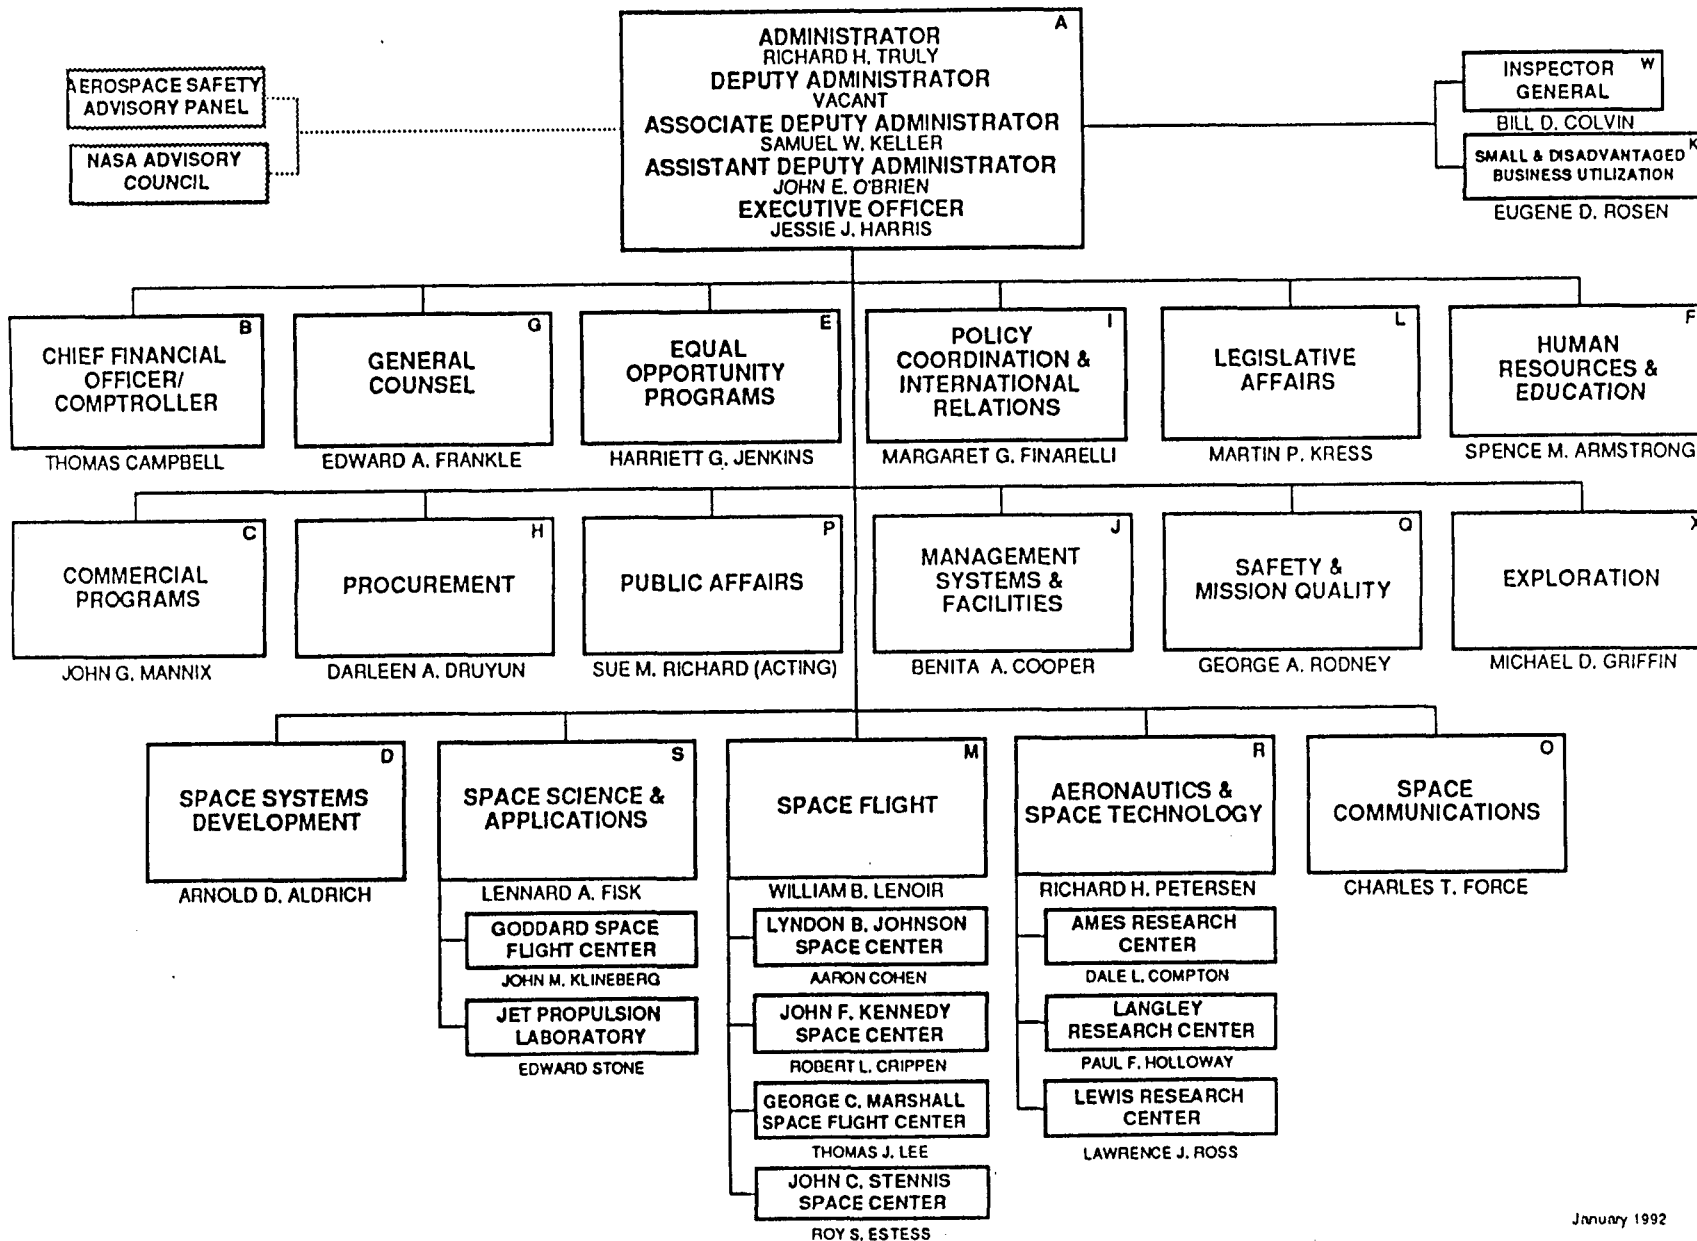 A
ADMINISTRATOR
RICHARD H. TRULY
DEPUTY ADMINISTRATOR
VACANT
ASSOCIATE DEPUTY ADMINISTRATOR
SAMUEL W. KELLER
ASSISTANT DEPUTY ADMINISTRATOR
JOHN E. O'BRIEN
EXECUTIVE OFFICER
JESSIE J. HARRIS
AEROSPACE SAFETY
ADVISORY PANEL
NASA ADVISORY
COUNCIL
INSPECTOR W
GENERAL
BILL D. COLVIN
K
SMALL & DISADVANTAGED
BUSINESS UTILIZATION
EUGENE D. ROSEN
B
CHIEF FINANCIAL
OFFICER/
COMPTROLLER
THOMAS CAMPBELL
G
GENERAL
COUNSEL
EDWARD A. FRANKLE
E
EQUAL
OPPORTUNITY
PROGRAMS
HARRIETT G. JENKINS
I
POLICY
COORDINATION &
INTERNATIONAL
RELATIONS
MARGARET G. FINARELLI
L
LEGISLATIVE
AFFAIRS
MARTIN P. KRESS
F
HUMAN
RESOURCES &
EDUCATION
SPENCE M. ARMSTRONG
C
COMMERCIAL
PROGRAMS
JOHN G. MANNIX
H
PROCUREMENT
DARLEEN A. DRUYUN
P
PUBLIC AFFAIRS
SUE M. RICHARD (ACTING)
J
MANAGEMENT
SYSTEMS &
FACILITIES
BENITA A. COOPER
Q
SAFETY &
MISSION QUALITY
GEORGE A. RODNEY
X
EXPLORATION
MICHAEL D. GRIFFIN
D
SPACE SYSTEMS
DEVELOPMENT
ARNOLD D. ALDRICH
S
SPACE SCIENCE &
APPLICATIONS
LENNARD A. FISK
GODDARD SPACE
FLIGHT CENTER
JOHN M. KLINEBERG
JET PROPULSION
LABORATORY
EDWARD STONE
M
SPACE FLIGHT
WILLIAM B. LENOIR
LYNDON B. JOHNSON
SPACE CENTER
AARON COHEN
JOHN F. KENNEDY
SPACE CENTER
ROBERT L. CRIPPEN
GEORGE C. MARSHALL
SPACE FLIGHT CENTER
THOMAS J. LEE
JOHN C. STENNIS
SPACE CENTER
ROY S. ESTESS
R
AERONAUTICS &
SPACE TECHNOLOGY
RICHARD H. PETERSEN
AMES RESEARCH
CENTER
DALE L. COMPTON
LANGLEY
RESEARCH CENTER
PAUL F. HOLLOWAY
LEWIS RESEARCH
CENTER
LAWRENCE J. ROSS
O
SPACE
COMMUNICATIONS
CHARLES T. FORCE
January 1992